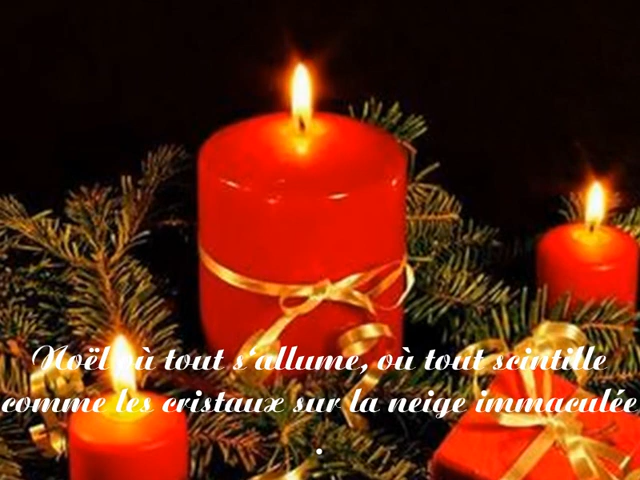 Noël où tout s'allume, où tout scintille
comme les cristaux sur la neige immaculée
.